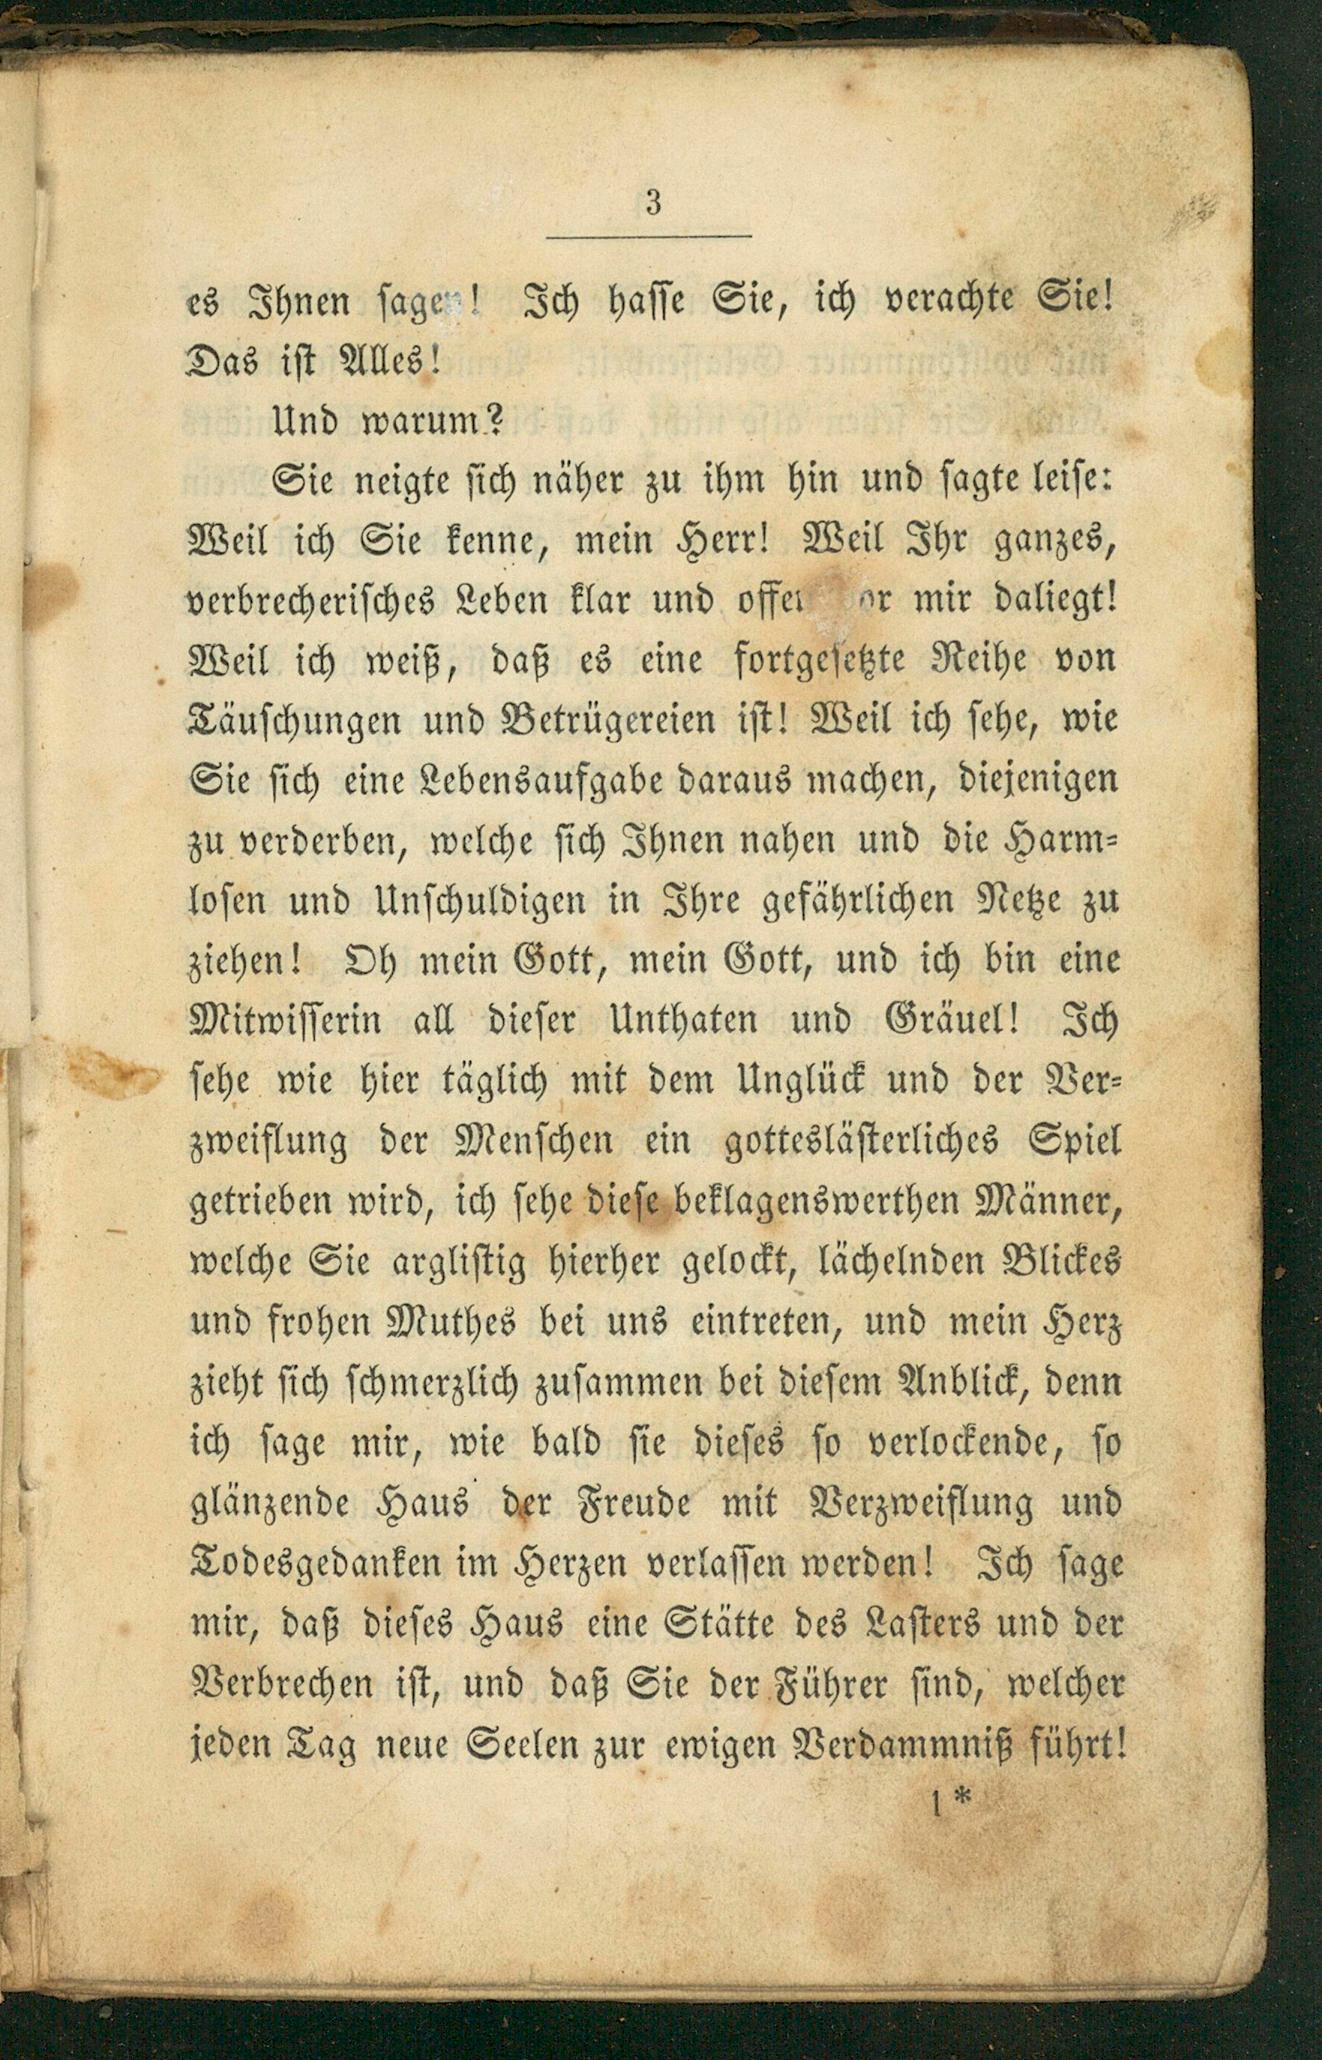 3
es Ihnen sagen! Ich hasse Sie, ich verachte Sie!
Das ist Alles!
Und warum?
Sie neigte sich näher zu ihm hin und sagte leise:
Weil ich Sie kenne, mein Herr! Weil Ihr ganzes,
verbrecherisches Leben klar und offen vor mir daliegt!
Weil ich weiß, daß es eine fortgesetzte Reihe von
Täuschungen und Betrügereien ist! Weil ich sehe, wie
Sie sich eine Lebensaufgabe daraus machen, diejenigen
zu verderben, welche sich Ihnen nahen und die Harm-
losen und Unschuldigen in Ihre gefährlichen Netze zu
ziehen! Oh mein Gott, mein Gott, und ich bin eine
Mitwisserin all dieser Unthaten und Gräuel! Ich
sehe wie hier täglich mit dem Unglück und der Ver-
zweiflung der Menschen ein gotteslästerliches Spiel
getrieben wird, ich sehe diese beklagenswerthen Männer,
welche Sie arglistig hierher gelockt, lächelnden Blickes
und frohen Muthes bei uns eintreten, und mein Herz
zieht sich schmerzlich zusammen bei diesem Anblick, denn
ich sage mir, wie bald sie dieses so verlockende, so
glänzende Haus der Freude mit Verzweiflung und
Todesgedanken im Herzen verlassen werden! Ich sage
mir, daß dieses Haus eine Stätte des Lasters und der
Verbrechen ist, und daß Sie der Führer sind, welcher
jeden Tag neue Seelen zur ewigen Verdammniß führt!
1*